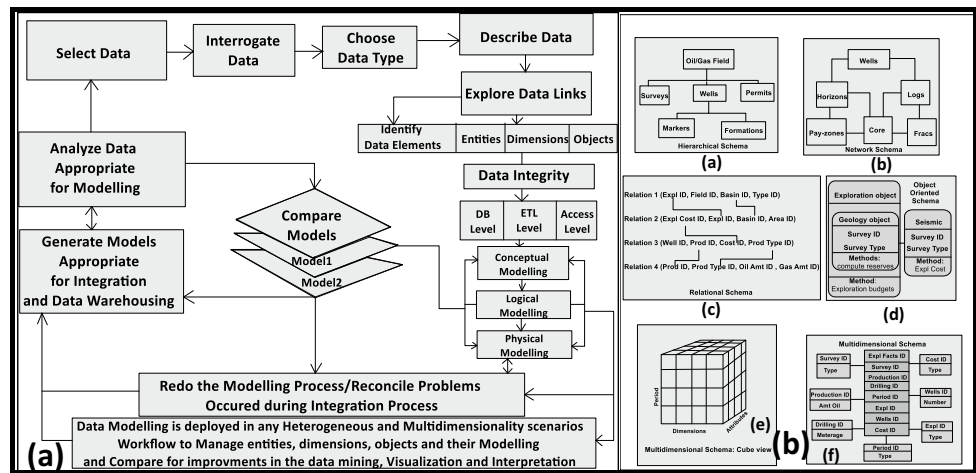 Select Data
Interrogate
Data
Choose
Data Type
Describe Data
Explore Data Links
Identify
Data Elements
Entities
Dimensions
Objects
Analyze Data
Appropriate
for Modelling
Data Integrity
DB
Level
ETL
Level
Access
Level
Compare
Models
Model1
Model2
Generate Models
Appropriate
for Integration
and Data Warehousing
Conceptual
Modelling
Logical
Modelling
Physical
Modelling
Redo the Modelling Process/Reconcile Problems
Occured during Integration Process
Data Modelling is deployed in any Heterogeneous and Multidimensionality scenarios
Workflow to Manage entities, dimensions, objects and their Modelling
and Compare for improvments in the data mining, Visualization and Interpretation
(a)
Oil/Gas Field
Surveys
Wells
Permits
Markers
Formations
Hierarchical Schema
(a)
Wells
Horizons
Logs
Pay-zones
Core
Fracs
Network Schema
(b)
Relation 1 (Expl ID, Field ID, Basin ID, Type ID)
Relation 2 (Expl Cost ID, Expl ID, Basin ID, Area ID)
Relation 3 (Well ID, Prod ID, Cost ID, Prod Type ID)
Relation 4 (Prod ID, Prod Type ID, Oil Amt ID , Gas Amt ID)
Relational Schema
(c)
Exploration object
Object
Oriented
Schema
Geology object
Survey ID
Survey Type
Methods:
compute reserves
Method:
Exploration budgets
Seismic
Survey ID
Survey Type
Method:
Expl Cost
(d)
Period
Dimensions
Attributes
(e)
Multidimensional Schema: Cube view
(b)
Multidimensional Schema
Survey ID
Type
Production ID
Amt Oil
Drilling ID
Meterage
Expl Facts ID
Survey ID
Production ID
Drilling ID
Period ID
Expl ID
Wells ID
Cost ID
Period ID
Type
Cost ID
Type
Wells ID
Number
Expl ID
Type
(f)